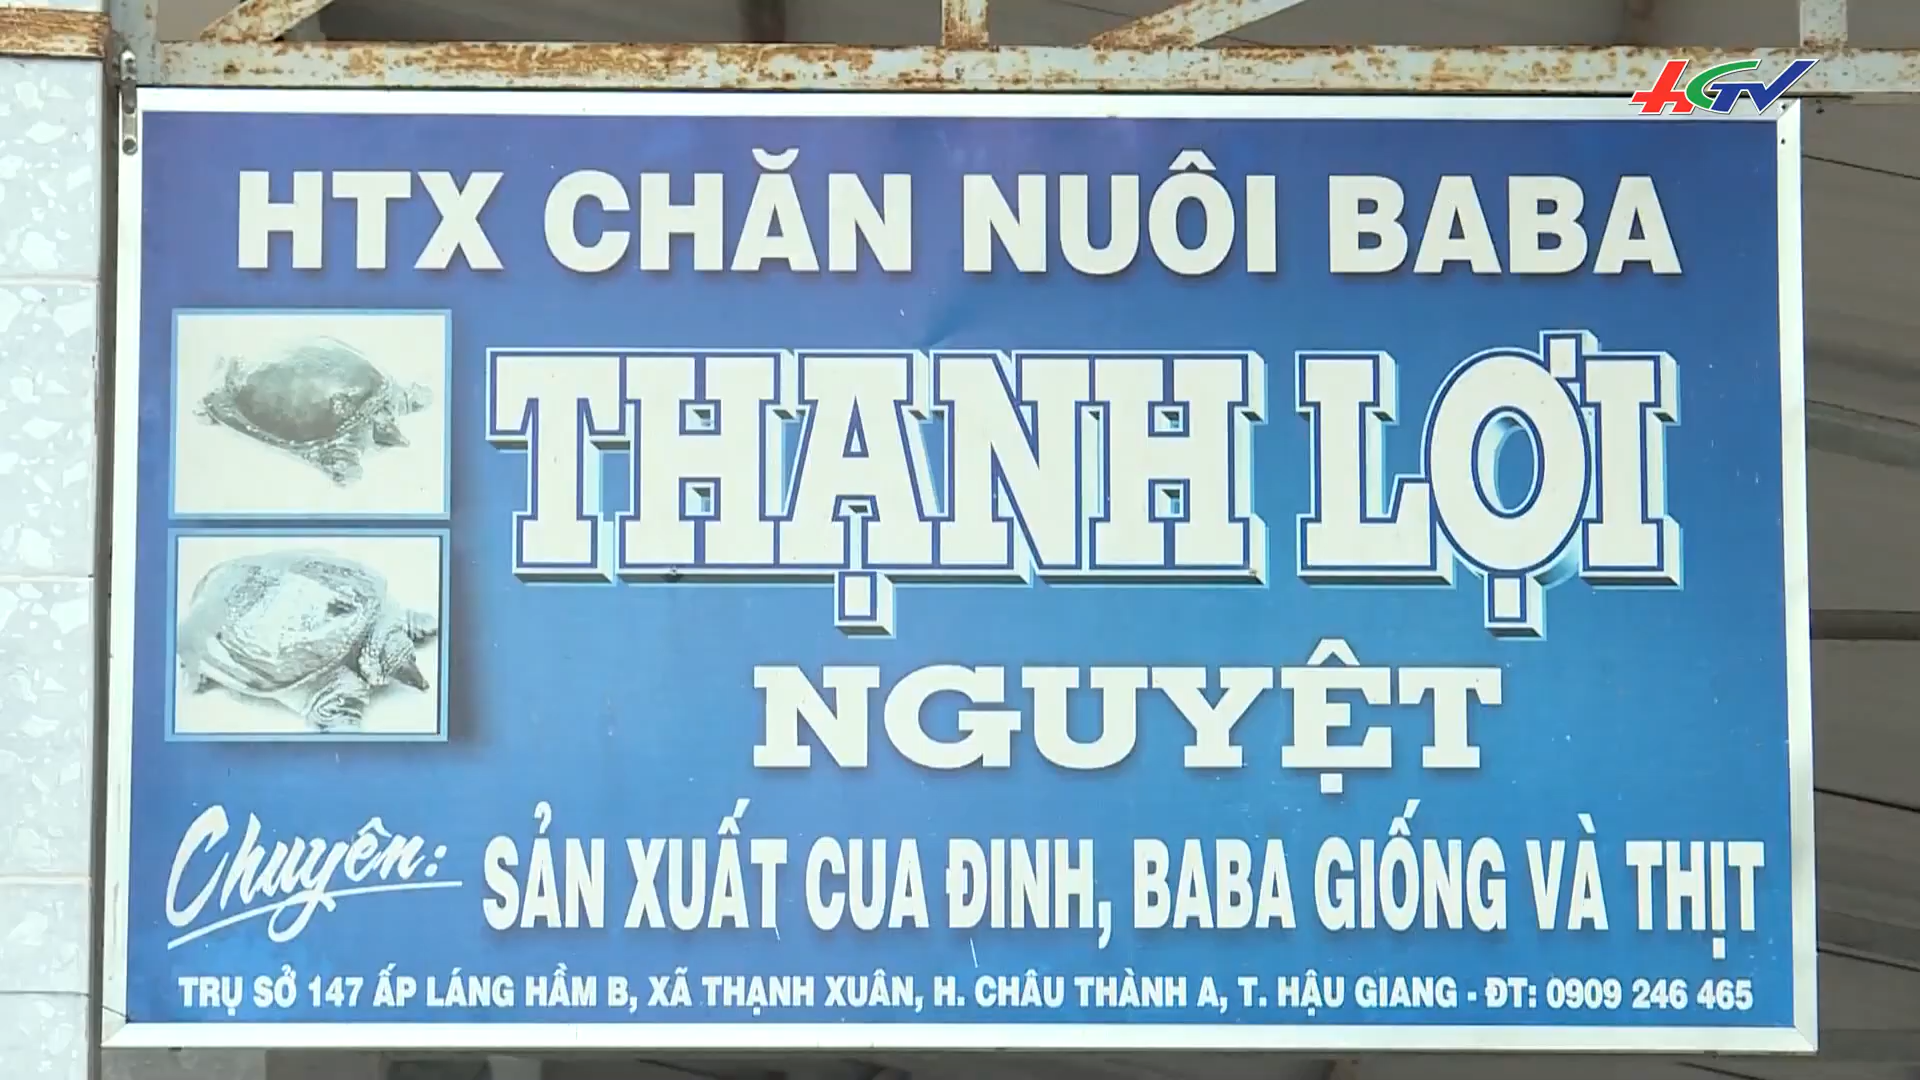 HGTV
HTX CHĂN NUÔI BABA
THẠNH LỢI
NGUYỆT
Chuyên: SẢN XUẤT CUA ĐINH, BABA GIỐNG VÀ THỊT
TRỤ SỞ 147 ẤP LÁNG HẦM B, XÃ THẠNH XUÂN, H. CHÂU THÀNH A, T. HẬU GIANG - ĐT: 0909 246 465